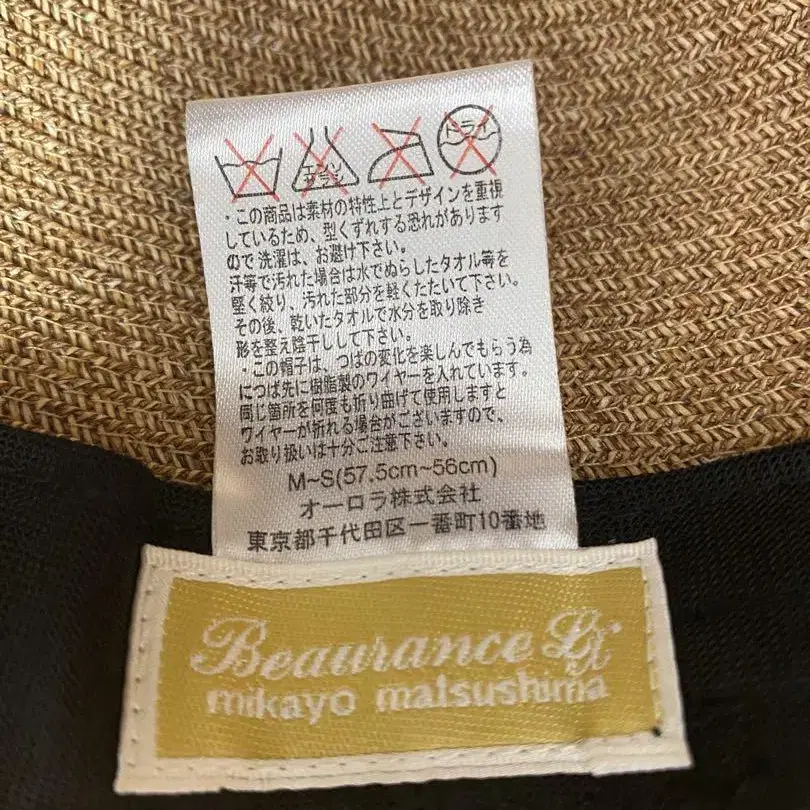 エンソ サラシ ドライ
・この商品は素材の特性上とデザインを重視
しているため、型くずれする恐れがあります
ので洗濯は、お避け下さい。
汗等で汚れた場合は水でぬらしたタオル等を
堅く絞り、汚れた部分を軽くたたいて下さい。
その後、乾いたタオルで水分を取り除き
形を整え陰干しして下さい。
・この帽子は、つばの変化を楽しんでもらう為
につば先に樹脂製のワイヤーを入れています。
同じ箇所を何度も折り曲げて使用しますと
ワイヤーが折れる場合がございますので、
お取り扱いは十分ご注意下さい。
M~S(57.5cm~56cm)
オーロラ株式会社
東京都千代田区一番町10番地
Beaurance Lx
mikayo matsushima